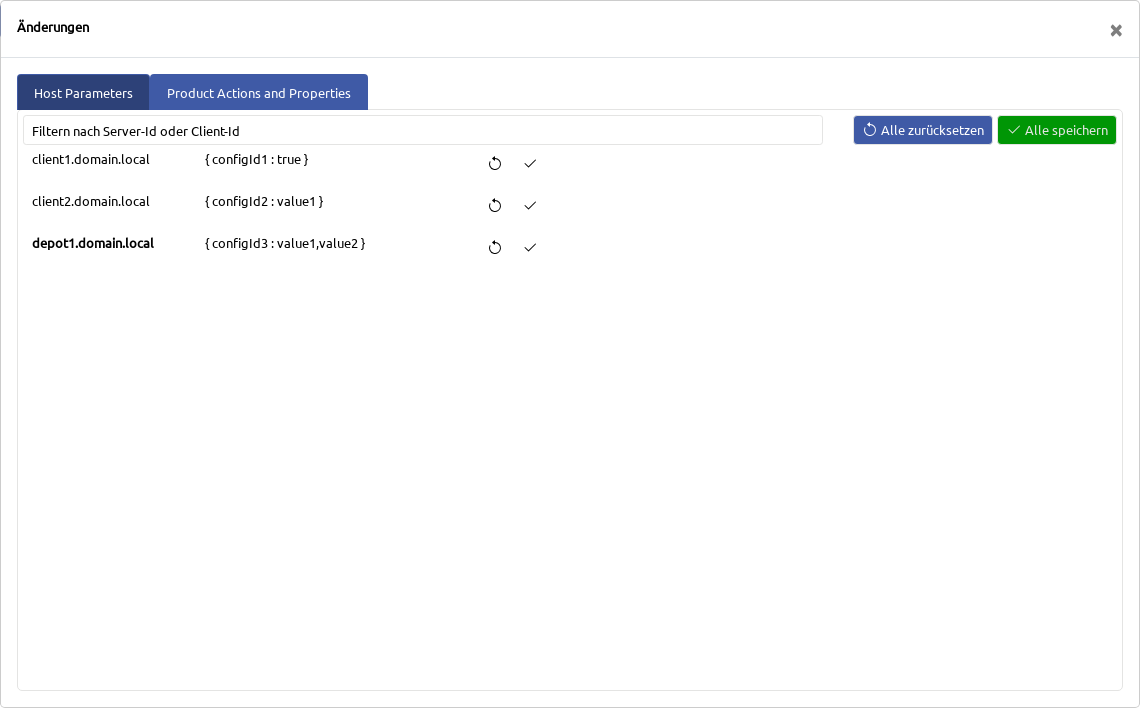 Änderungen
Host Parameters
Product Actions and Properties
Filtern nach Server-Id oder Client-Id
Alle zurücksetzen
Alle speichern
client1.domain.local { configId1 : true }
client2.domain.local { configId2 : value1 }
depot1.domain.local { configId3 : value1,value2 }